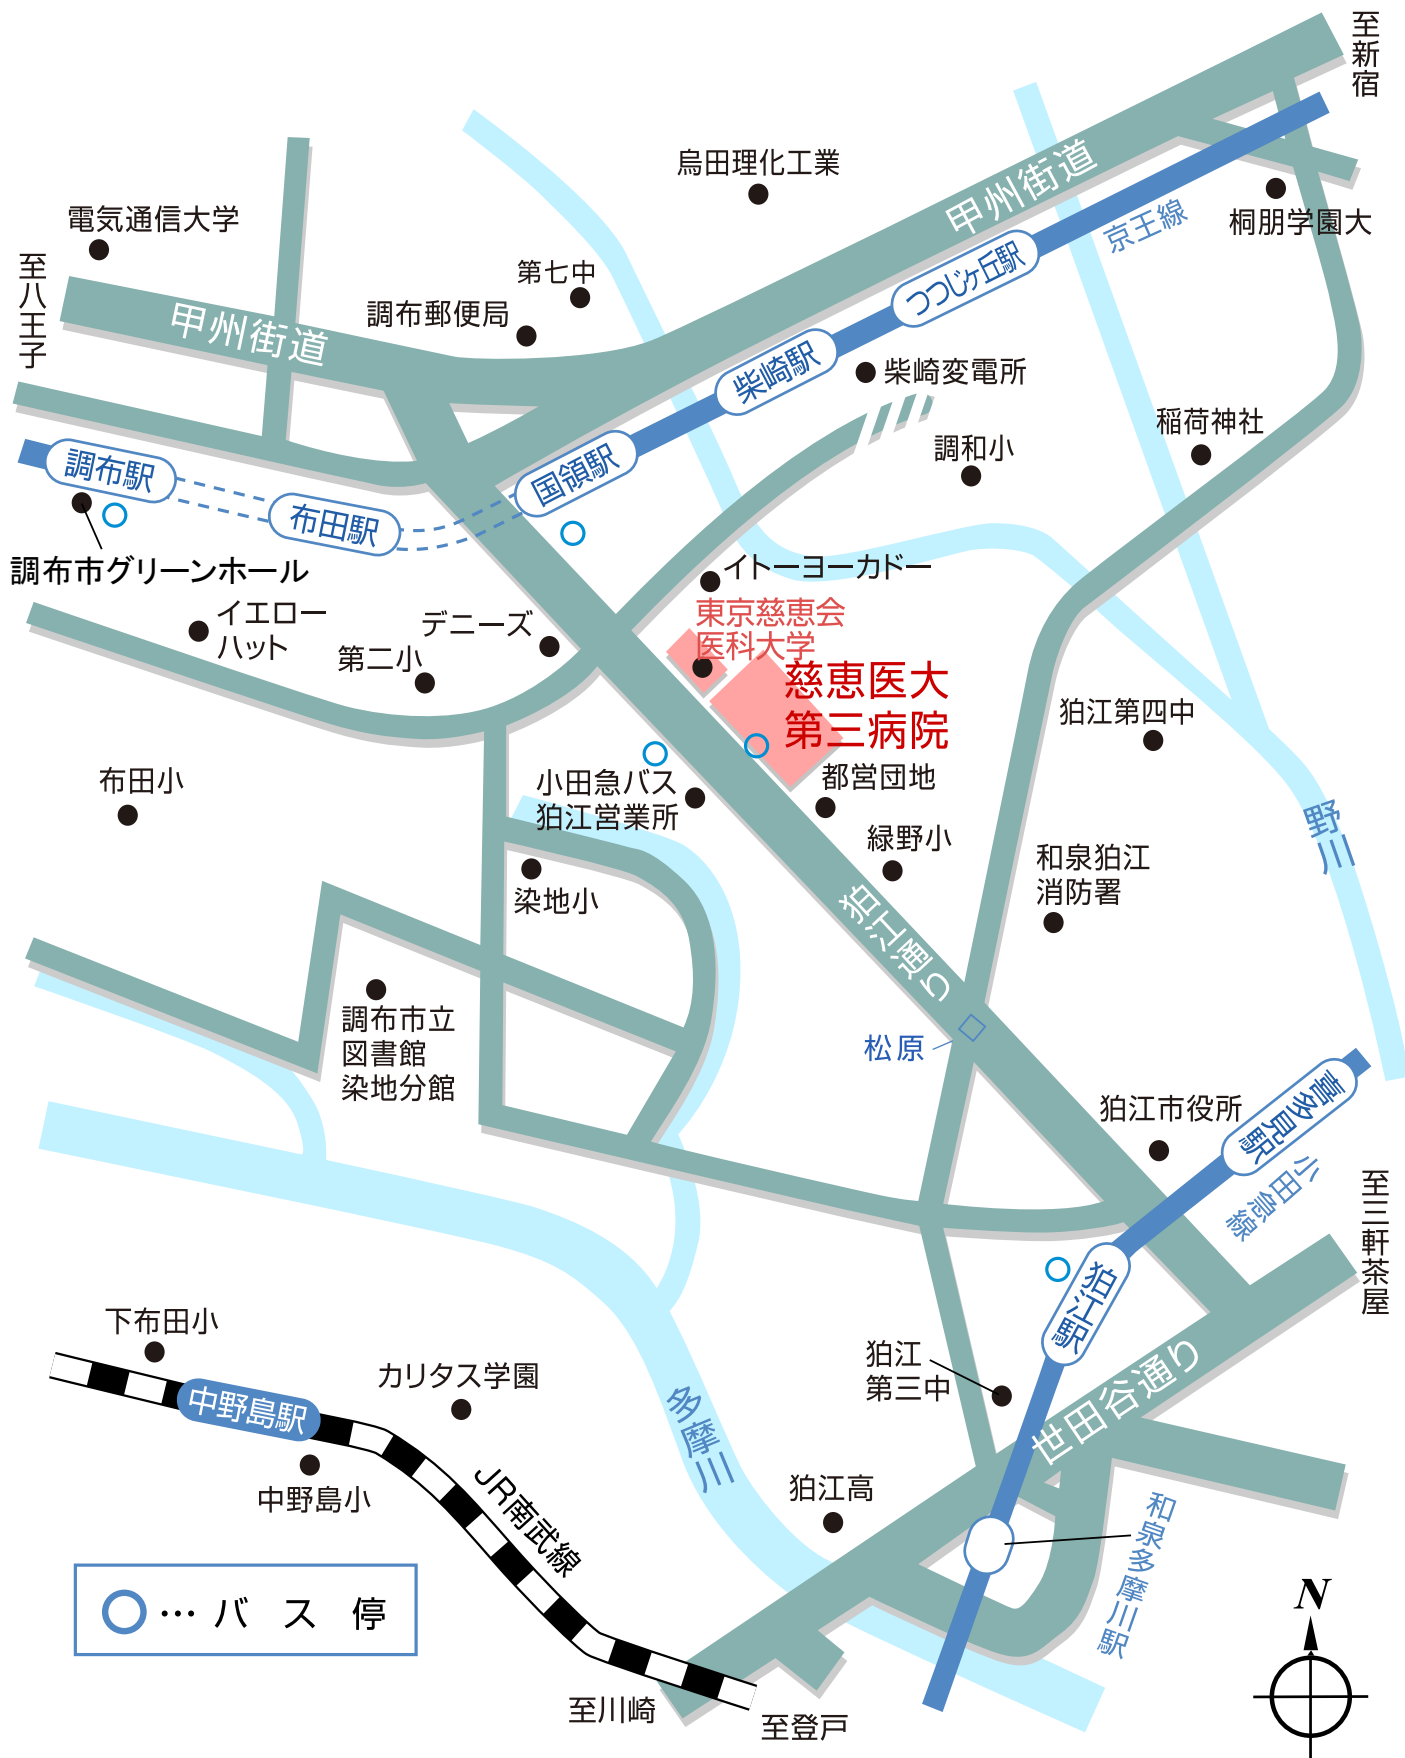 至新宿
烏田理化工業
甲州街道
京王線
桐朋学園大
電気通信大学
至八王子
第七中
調布郵便局
つつじヶ丘駅
甲州街道
柴崎駅
柴崎変電所
稲荷神社
調和小
調布駅
国領駅
布田駅
調布市グリーンホール
イトーヨーカドー
イエロー
ハット
デニーズ
東京慈恵会
医科大学
第二小
慈恵医大
第三病院
狛江第四中
布田小
小田急バス
狛江営業所
都営団地
緑野小
野川
和泉狛江
消防署
染地小
狛江通り
調布市立
図書館
染地分館
松原
喜多見駅
狛江市役所
小田急線
至三軒茶屋
狛江駅
下布田小
狛江
第三中
カリタス学園
世田谷通り
中野島駅
多摩川
JR南武線
狛江高
中野島小
和泉多摩川駅
…バス停
N
至川崎
至登戸